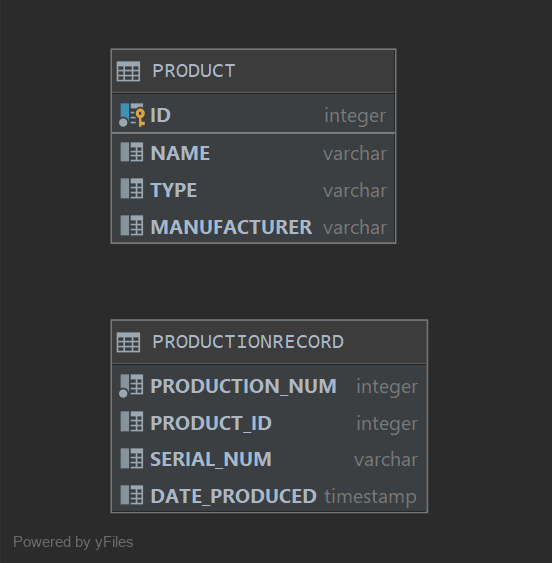 PRODUCT
ID integer
NAME varchar
TYPE varchar
MANUFACTURER varchar
PRODUCTIONRECORD
PRODUCTION_NUM integer
PRODUCT_ID integer
SERIAL_NUM varchar
DATE_PRODUCED timestamp
Powered by yFiles